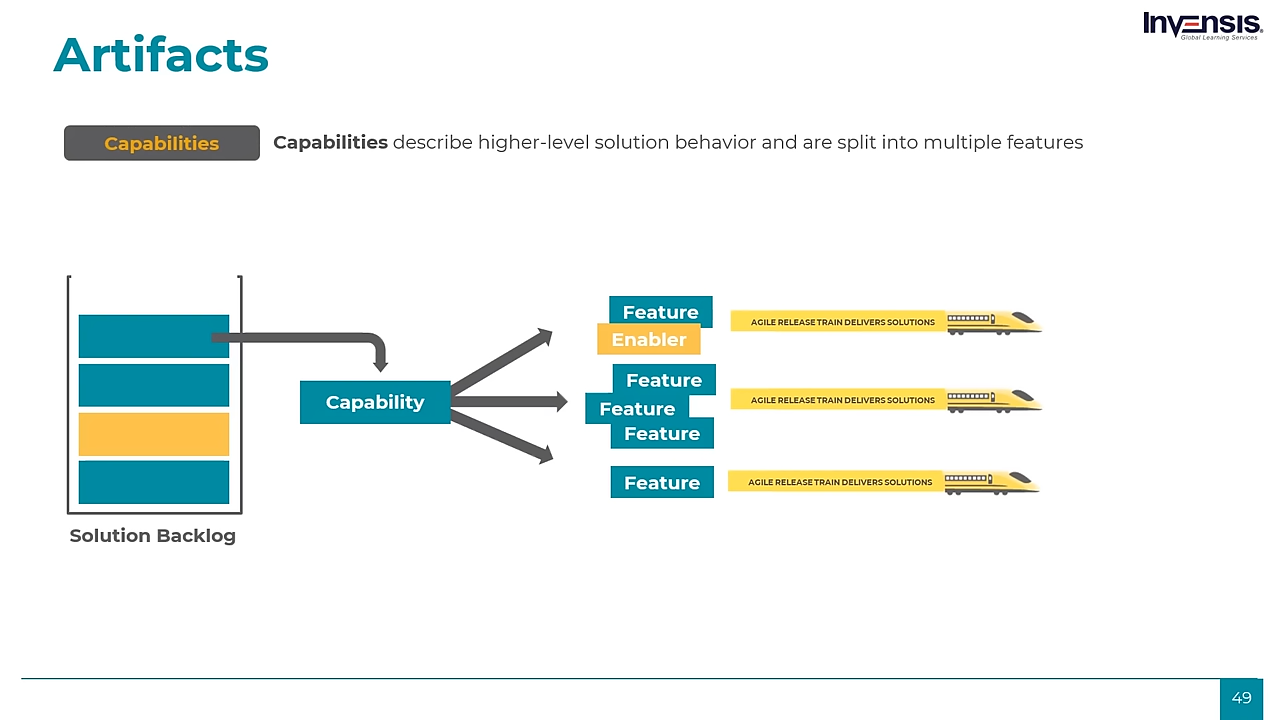 Artifacts
Invensis®
Global Learning Services
Capabilities
Capabilities describe higher-level solution behavior and are split into multiple features
Feature
Enabler
AGILE RELEASE TRAIN DELIVERS SOLUTIONS
Capability
Feature
Feature
Feature
AGILE RELEASE TRAIN DELIVERS SOLUTIONS
Feature
AGILE RELEASE TRAIN DELIVERS SOLUTIONS
Solution Backlog
49